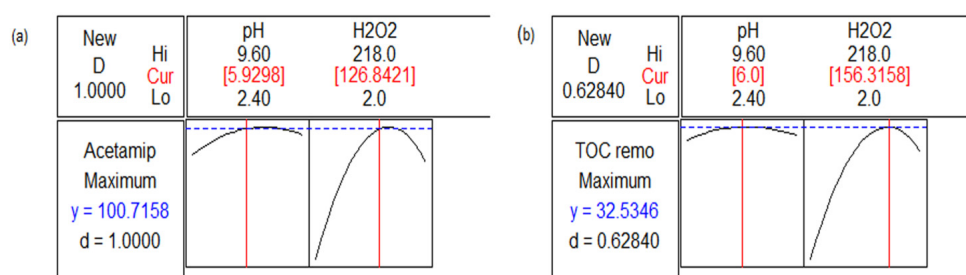 (a)
New
D
1.0000
Hi
Cur
Lo
pH
9.60
[5.9298]
2.40
H2O2
218.0
[126.8421]
2.0
Acetamip
Maximum
y = 100.7158
d = 1.0000
(b)
New
D
0.62840
Hi
Cur
Lo
pH
9.60
[6.0]
2.40
H2O2
218.0
[156.3158]
2.0
TOC remo
Maximum
y = 32.5346
d = 0.62840